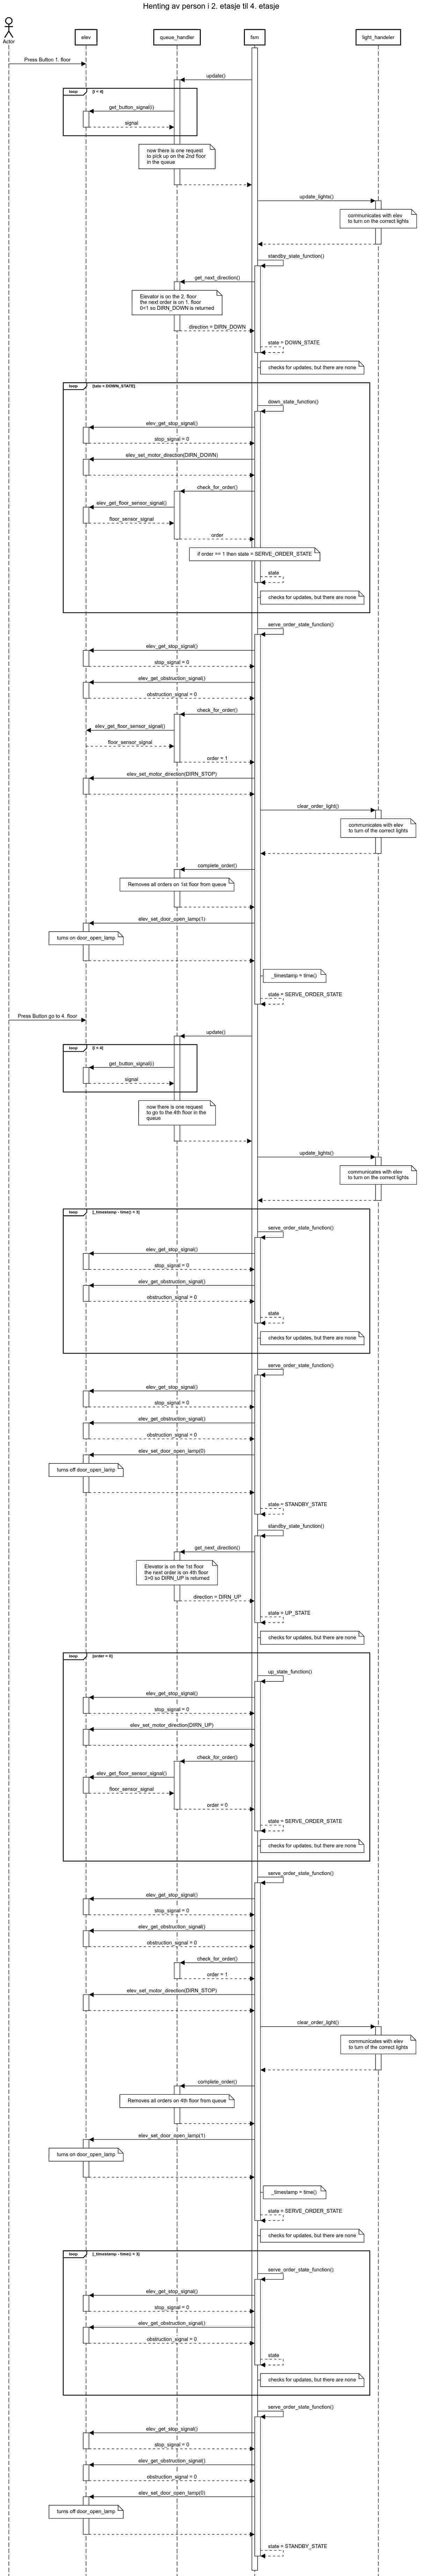 Henting av person i 2. etasje til 4. etasje
Actor
elev
queue_handler
fsm
light_handeler
Press Button 1. floor
update()
loop
[i < 4]
get_button_signal(i)
signal
now there is one request
to pick up on the 2nd floor
in the queue
update_lights()
communicates with elev
to turn on the correct lights
standby_state_function()
get_next_direction()
Elevator is on the 2. floor
the next order is on 1. floor
0<1 so DIRN_DOWN is returned
direction = DIRN_DOWN
state = DOWN_STATE
checks for updates, but there are none
loop
[state = DOWN_STATE]
down_state_function()
elev_get_stop_signal()
stop_signal = 0
elev_set_motor_direction(DIRN_DOWN)
check_for_order()
elev_get_floor_sensor_signal()
floor_sensor_signal
order
if order == 1 then state = SERVE_ORDER_STATE
state
checks for updates, but there are none
serve_order_state_function()
elev_get_stop_signal()
stop_signal = 0
elev_get_obstruction_signal()
obstruction_signal = 0
check_for_order()
elev_get_floor_sensor_signal()
floor_sensor_signal
order = 1
elev_set_motor_direction(DIRN_STOP)
clear_order_light()
communicates with elev
to turn of the correct lights
complete_order()
Removes all orders on 1st floor from queue
elev_set_door_open_lamp(1)
turns on door_open_lamp
_timestamp = time()
state = SERVE_ORDER_STATE
Press Button go to 4. floor
update()
loop
[i < 4]
get_button_signal(i)
signal
now there is one request
to go to the 4th floor in the
queue
update_lights()
communicates with elev
to turn on the correct lights
loop
[_timestamp - time() < 3]
serve_order_state_function()
elev_get_stop_signal()
stop_signal = 0
elev_get_obstruction_signal()
obstruction_signal = 0
state
checks for updates, but there are none
serve_order_state_function()
elev_get_stop_signal()
stop_signal = 0
elev_get_obstruction_signal()
obstruction_signal = 0
elev_set_door_open_lamp(0)
turns off door_open_lamp
state = STANDBY_STATE
standby_state_function()
get_next_direction()
Elevator is on the 1st floor
the next order is on 4th floor
3>0 so DIRN_UP is returned
direction = DIRN_UP
state = UP_STATE
checks for updates, but there are none
loop
[order = 0]
up_state_function()
elev_get_stop_signal()
stop_signal = 0
elev_set_motor_direction(DIRN_UP)
check_for_order()
elev_get_floor_sensor_signal()
floor_sensor_signal
order = 0
state = SERVE_ORDER_STATE
checks for updates, but there are none
serve_order_state_function()
elev_get_stop_signal()
stop_signal = 0
elev_get_obstruction_signal()
obstruction_signal = 0
check_for_order()
order = 1
elev_set_motor_direction(DIRN_STOP)
clear_order_light()
communicates with elev
to turn of the correct lights
complete_order()
Removes all orders on 4th floor from queue
elev_set_door_open_lamp(1)
turns on door_open_lamp
_timestamp = time()
state = SERVE_ORDER_STATE
checks for updates, but there are none
loop
[_timestamp - time() < 3]
serve_order_state_function()
elev_get_stop_signal()
stop_signal = 0
elev_get_obstruction_signal()
obstruction_signal = 0
state
checks for updates, but there are none
serve_order_state_function()
elev_get_stop_signal()
stop_signal = 0
elev_get_obstruction_signal()
obstruction_signal = 0
elev_set_door_open_lamp(0)
turns off door_open_lamp
state = STANDBY_STATE